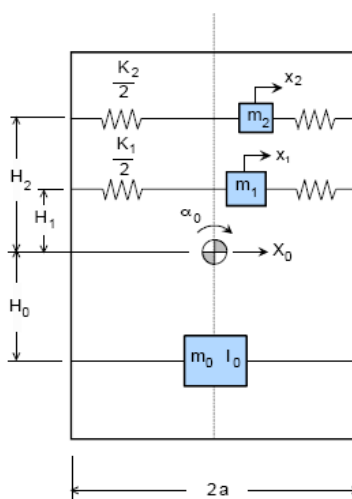 K₂
2
x₂
m₂
K₁
2
x₁
m₁
H₂
H₁
α₀
X₀
H₀
m₀ I₀
2a